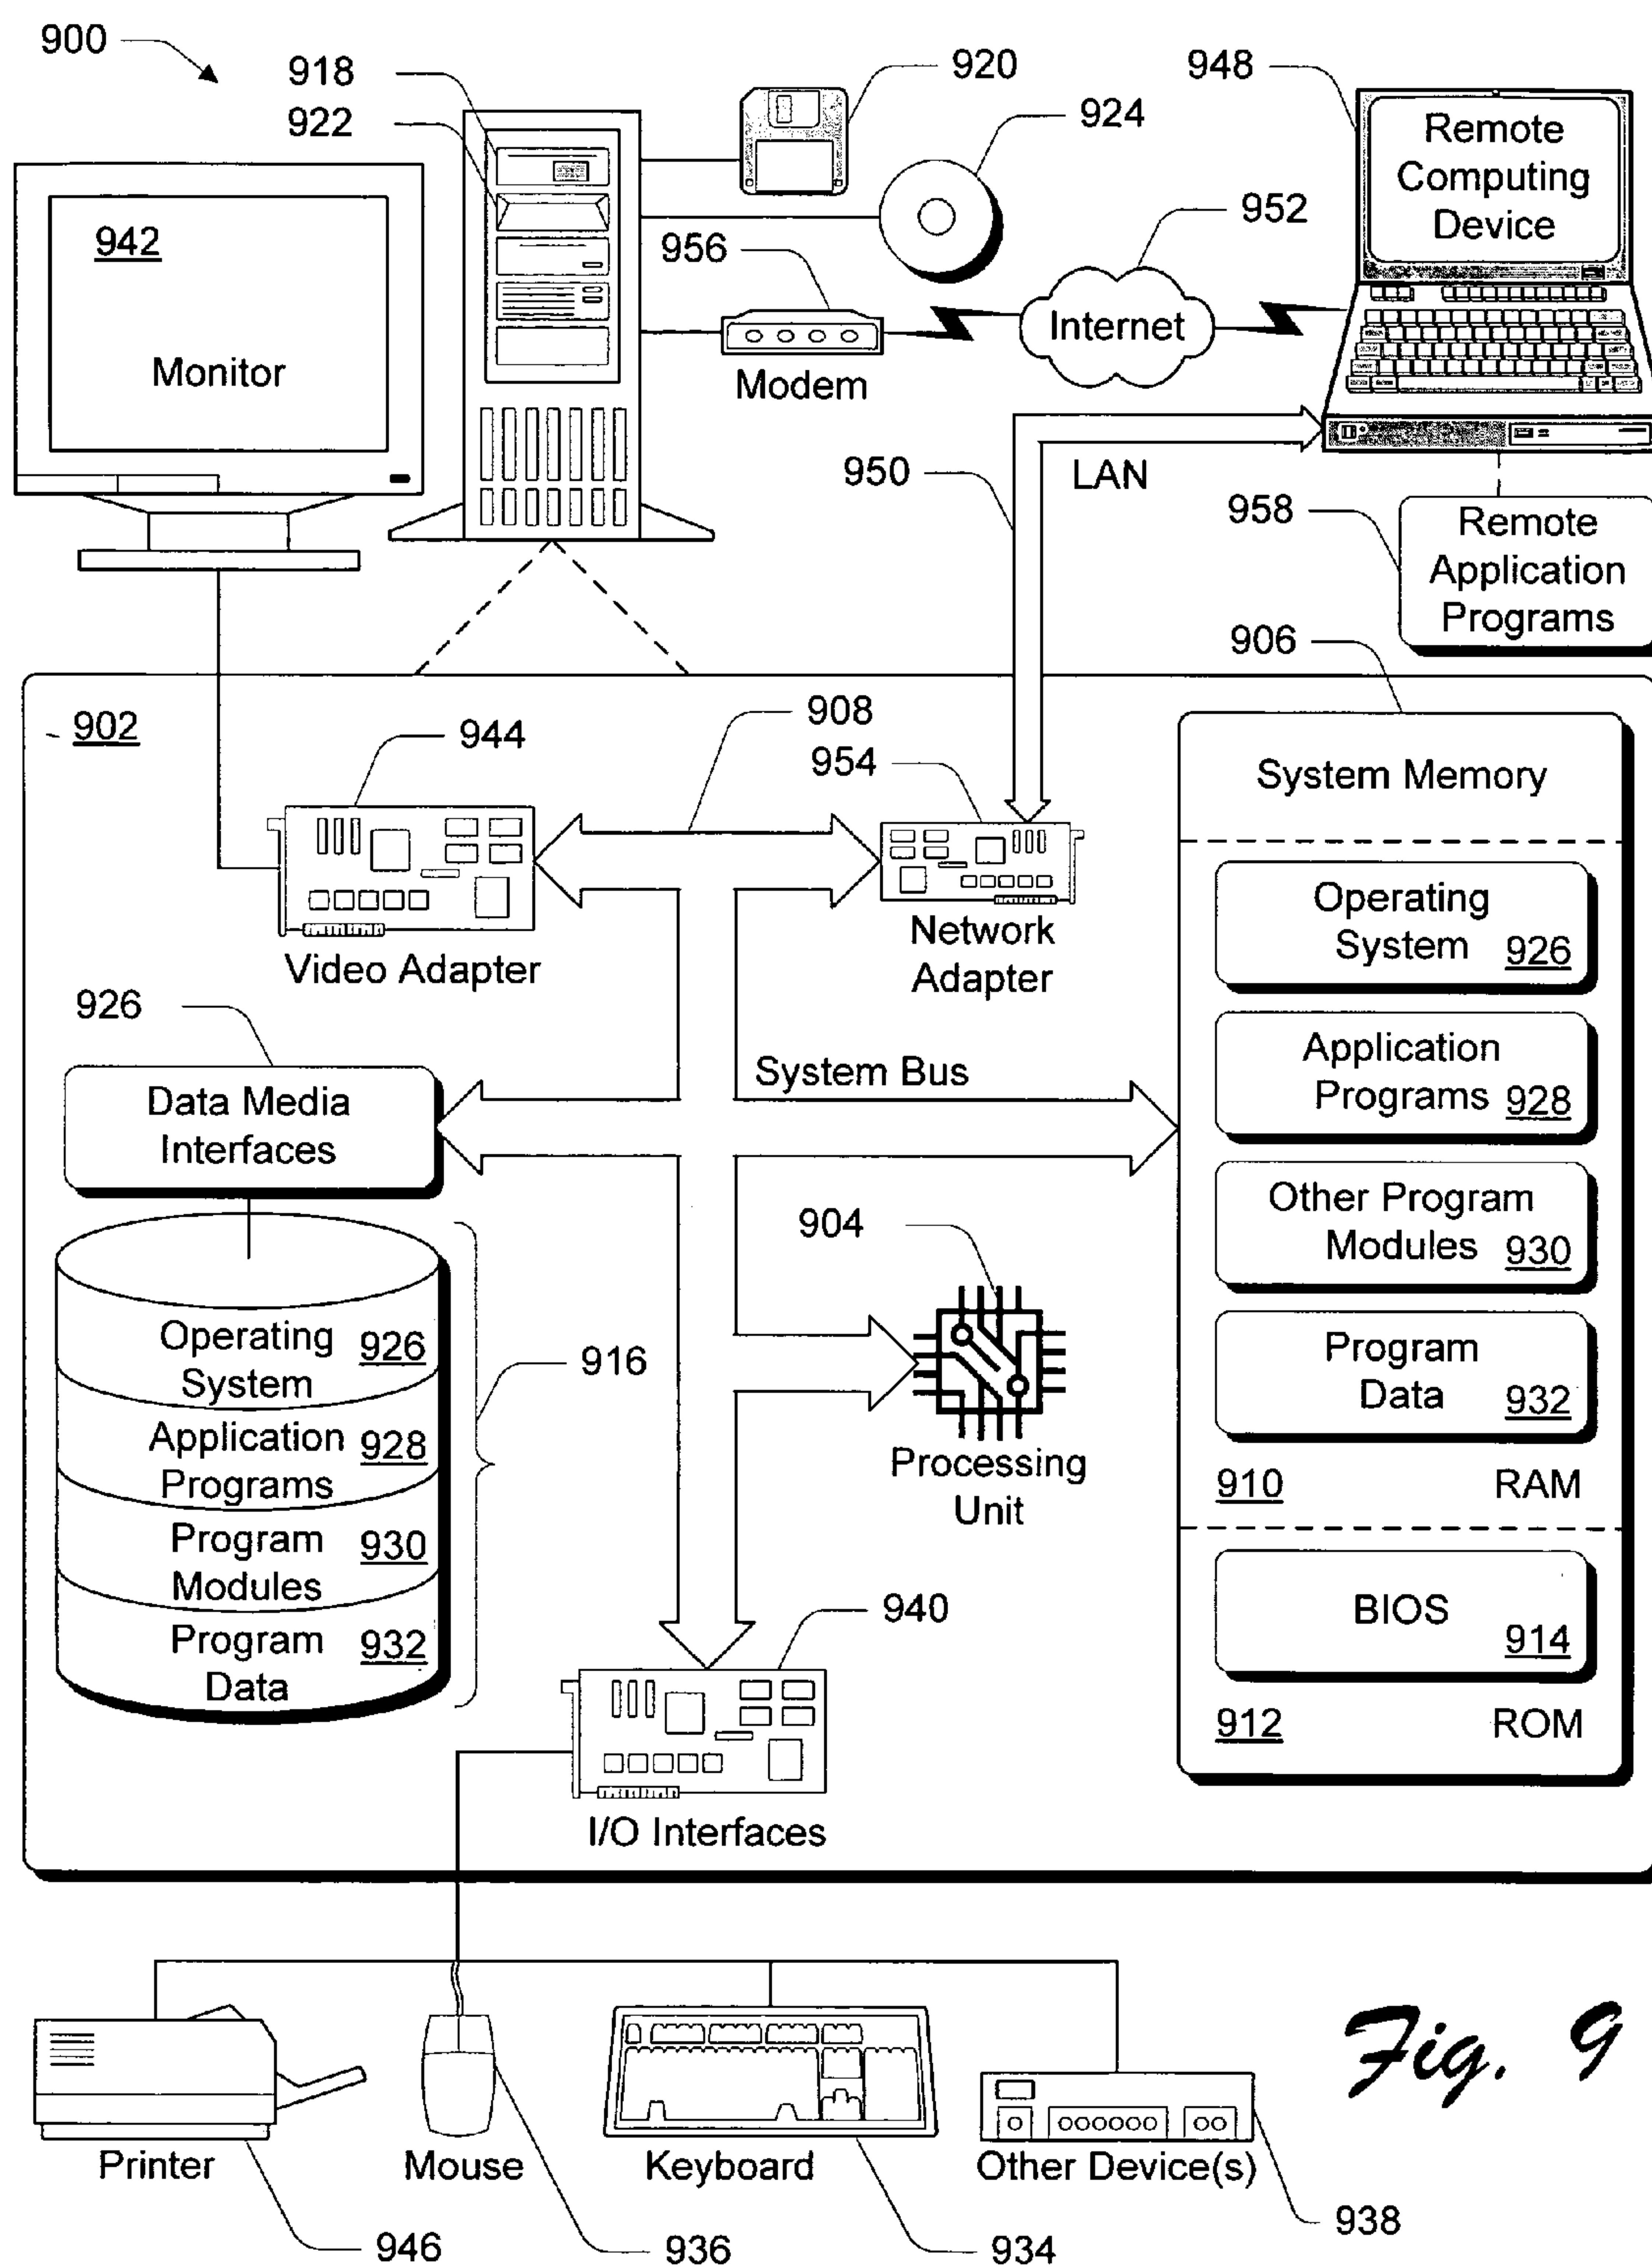 900
918
922
920
924
948
Remote
Computing
Device
942
Monitor
956
952
Internet
Modem
950
LAN
958
Remote
Application
Programs
906
902
944
908
954
System Memory
Operating
System 926
Video Adapter
Network
Adapter
926
Application
Programs 928
System Bus
Data Media
Interfaces
Other Program
Modules 930
904
Operating
System 926
916
Program
Data 932
Application
Programs 928
Processing
Unit
910 RAM
Program
Modules 930
BIOS
914
940
Program
Data 932
912 ROM
I/O Interfaces
Fig. 9
Printer
Mouse
Keyboard
Other Device(s)
946
936
934
938